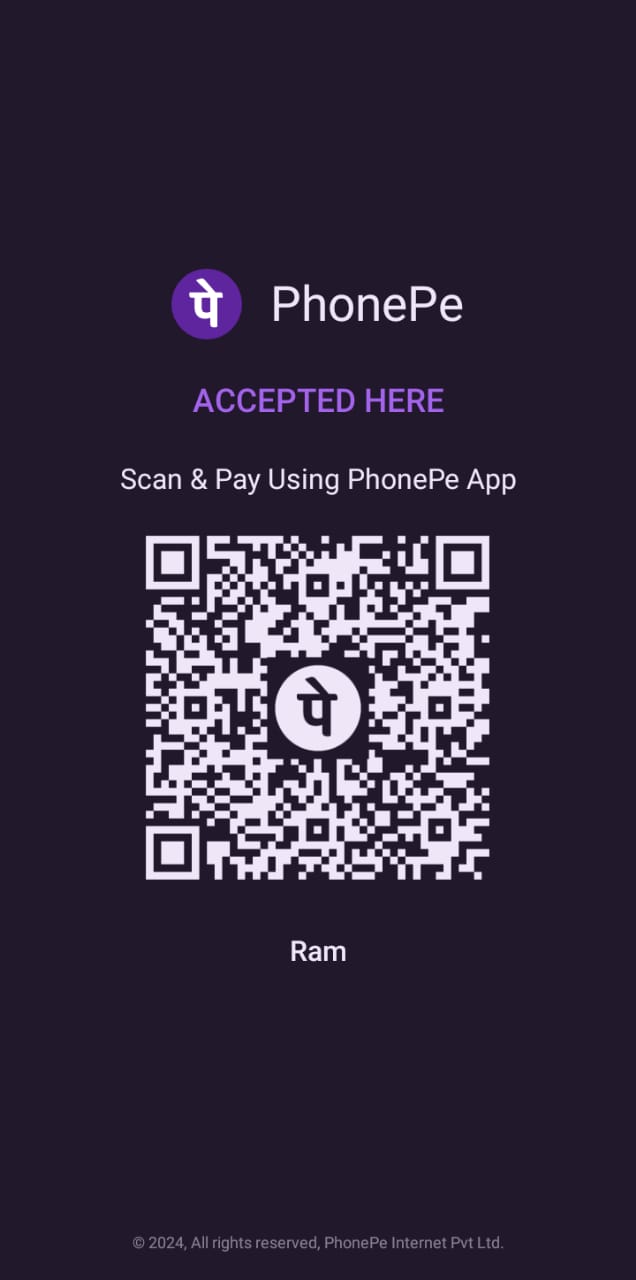 पे PhonePe
ACCEPTED HERE
Scan & Pay Using PhonePe App
पे
Ram
© 2024, All rights reserved, PhonePe Internet Pvt Ltd.